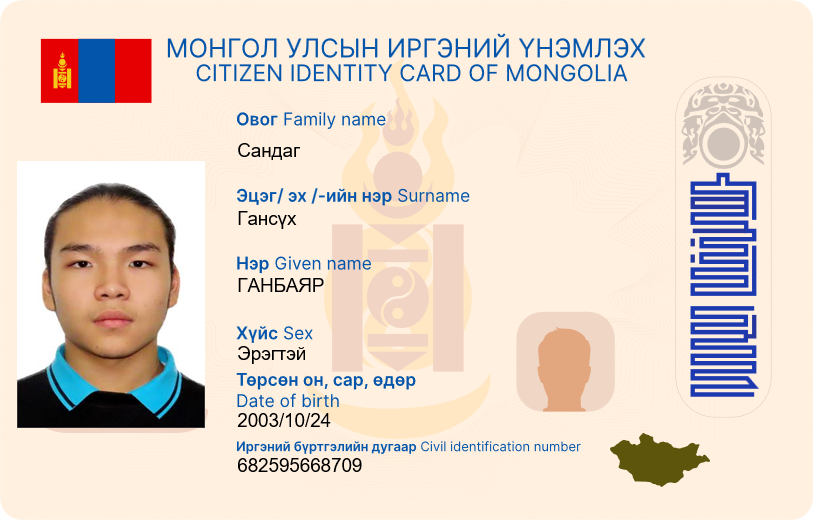 МОНГОЛ УЛСЫН ИРГЭНИЙ ҮНЭМЛЭХ
CITIZEN IDENTITY CARD OF MONGOLIA
Овог Family name
Сандаг
Эцэг/ эх /-ийн нэр Surname
Гансүх
Нэр Given name
ГАНБАЯР
Хүйс Sex
Эрэгтэй
Төрсөн он, сар, өдөр
Date of birth
2003/10/24
Иргэний бүртгэлийн дугаар Civil identification number
682595668709